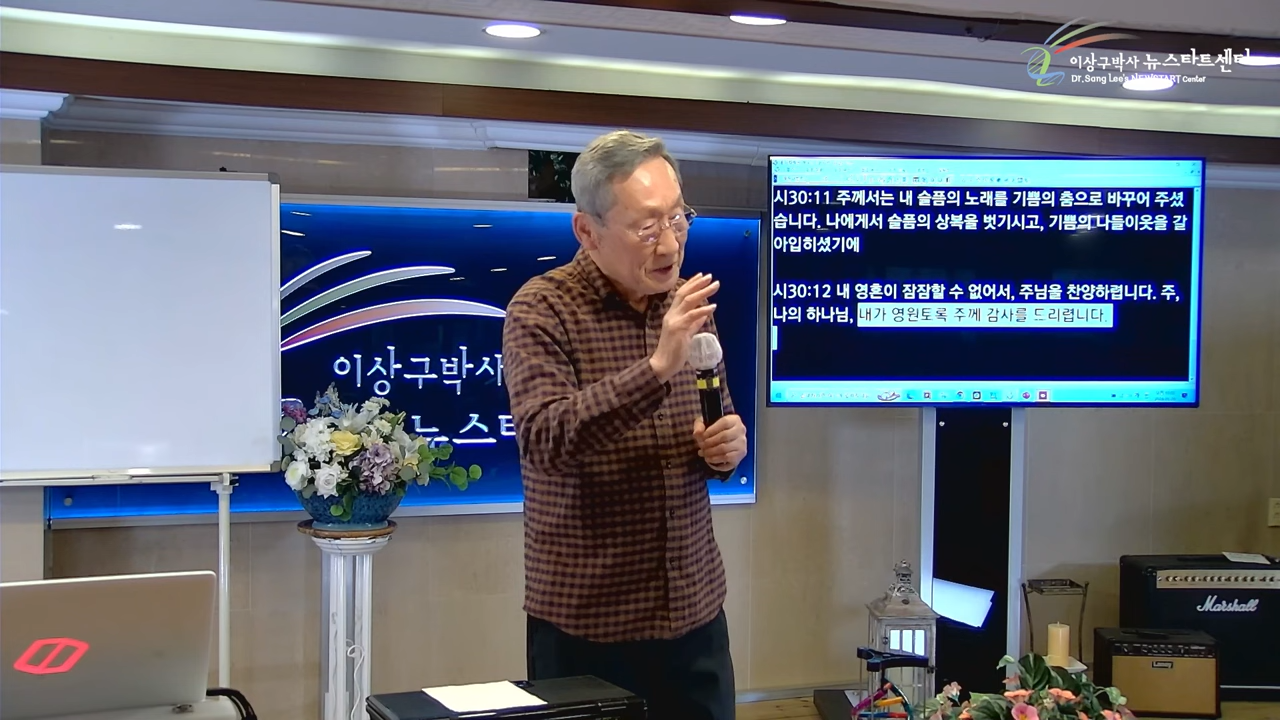 이상구박사 뉴스타트센터
Dr. Sang Lee's NEWSTART Center
시30:11 주께서는 내 슬픔의 노래를 기쁨의 춤으로 바꾸어 주셨
습니다. 나에게서 슬픔의 상복을 벗기시고, 기쁨의 나들이옷을 갈
아입히셨기에
시30:12 내 영혼이 잠잠할 수 없어서, 주님을 찬양하렵니다. 주,
나의 하나님, 내가 영원토록 주께 감사를 드리렵니다.
이상구박사
뉴스타
Marshall
Laney